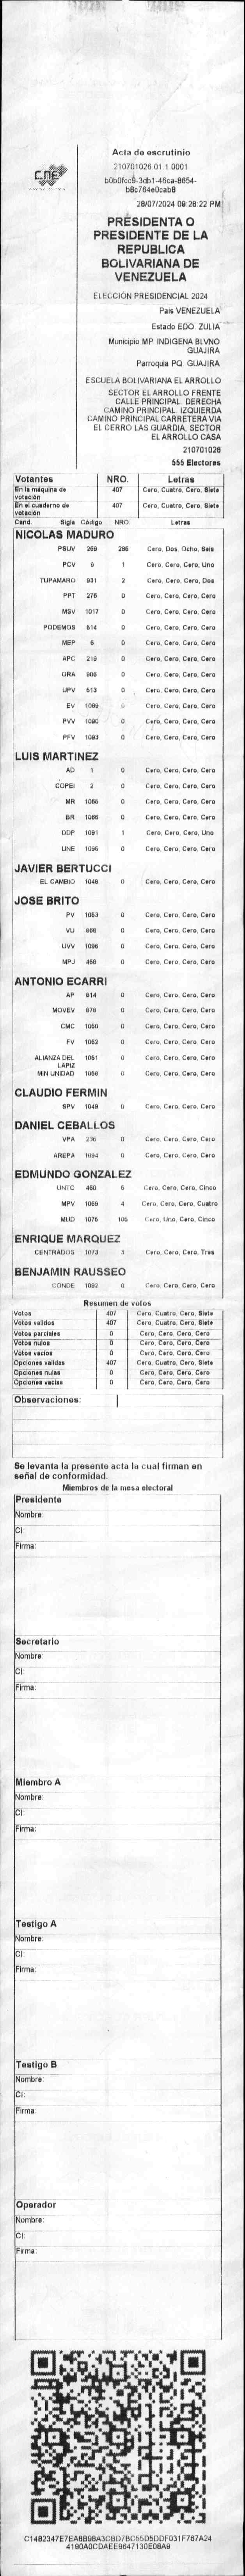 CNE
Acta de escrutinio
210701026.01.1.0001
b0b0fcc9-3db1-46ca-8654-
b8c764e0cab8
28/07/2024 09:28:22 PM
PRESIDENTA O
PRESIDENTE DE LA
REPUBLICA
BOLIVARIANA DE
VENEZUELA
ELECCIÓN PRESIDENCIAL 2024
Pais VENEZUELA
Estado EDO. ZULIA
Municipio MP. INDIGENA BLVNO
GUAJIRA
Parroquia PQ. GUAJIRA
ESCUELA BOLIVARIANA EL ARROLLO
SECTOR EL ARROLLO FRENTE
CALLE PRINCIPAL. DERECHA
CAMINO PRINCIPAL. IZQUIERDA
CAMINO PRINCIPAL CARRETERA VIA
EL CERRO LAS GUARDIA, SECTOR
EL ARROLLO CASA
210701026
555 Electores
Votantes NRO. Letras
En la máquina de votación 407 Cero, Cuatro, Cero, Siete
En el cuaderno de votación 407 Cero, Cuatro, Cero, Siete
Cand. Sigla Código NRO Letras
NICOLAS MADURO
PSUV 269 286 Cero, Dos, Ocho, Seis
PCV 9 1 Cero, Cero, Cero, Uno
TUPAMARO 931 2 Cero, Cero, Cero, Dos
PPT 276 0 Cero, Cero, Cero, Cero
MSV 1017 0 Cero, Cero, Cero, Cero
PODEMOS 514 0 Cero, Cero, Cero, Cero
MEP 6 0 Cero, Cero, Cero, Cero
APC 219 0 Cero, Cero, Cero, Cero
ORA 906 0 Cero, Cero, Cero, Cero
UPV 513 0 Cero, Cero, Cero, Cero
EV 1089 0 Cero, Cero, Cero, Cero
PVV 1090 0 Cero, Cero, Cero, Cero
PFV 1093 0 Cero, Cero, Cero, Cero
LUIS MARTINEZ
AD 1 0 Cero, Cero, Cero, Cero
COPEI 2 0 Cero, Cero, Cero, Cero
MR 1065 0 Cero, Cero, Cero, Cero
BR 1066 0 Cero, Cero, Cero, Cero
DDP 1091 1 Cero, Cero, Cero, Uno
UNE 1095 0 Cero, Cero, Cero, Cero
JAVIER BERTUCCI
EL CAMBIO 1048 0 Cero, Cero, Cero, Cero
JOSE BRITO
PV 1053 0 Cero, Cero, Cero, Cero
VU 866 0 Cero, Cero, Cero, Cero
UVV 1096 0 Cero, Cero, Cero, Cero
MPJ 458 0 Cero, Cero, Cero, Cero
ANTONIO ECARRI
AP 914 0 Cero, Cero, Cero, Cero
MOVEV 978 0 Cero, Cero, Cero, Cero
CMC 1050 0 Cero, Cero, Cero, Cero
FV 1052 0 Cero, Cero, Cero, Cero
ALIANZA DEL LAPIZ 1051 0 Cero, Cero, Cero, Cero
MIN UNIDAD 1068 0 Cero, Cero, Cero, Cero
CLAUDIO FERMIN
SPV 1049 0 Cero, Cero, Cero, Cero
DANIEL CEBALLOS
VPA 236 0 Cero, Cero, Cero, Cero
AREPA 1094 0 Cero, Cero, Cero, Cero
EDMUNDO GONZALEZ
UNTC 450 5 Cero, Cero, Cero, Cinco
MPV 1069 4 Cero, Cero, Cero, Cuatro
MUD 1076 105 Cero, Uno, Cero, Cinco
ENRIQUE MARQUEZ
CENTRADOS 1073 3 Cero, Cero, Cero, Tres
BENJAMIN RAUSSEO
CONDE 1092 0 Cero, Cero, Cero, Cero
Resumen de votos
Votos 407 Cero, Cuatro, Cero, Siete
Votos validos 407 Cero, Cuatro, Cero, Siete
Votos parciales 0 Cero, Cero, Cero, Cero
Votos nulos 0 Cero, Cero, Cero, Cero
Votos vacios 0 Cero, Cero, Cero, Cero
Opciones validas 407 Cero, Cuatro, Cero, Siete
Opciones nulas 0 Cero, Cero, Cero, Cero
Opciones vacias 0 Cero, Cero, Cero, Cero
Observaciones:
Se levanta la presente acta la cual firman en
señal de conformidad.
Miembros de la mesa electoral
Presidente
Nombre:
CI:
Firma:
Secretario
Nombre:
CI:
Firma:
Miembro A
Nombre:
CI:
Firma:
Testigo A
Nombre:
CI:
Firma:
Testigo B
Nombre:
CI:
Firma:
Operador
Nombre:
CI:
Firma:
C1482347E7EA8B98A3CBD7BC55D5DDF031F767A24
4190A0CDAEE9647130E08A9